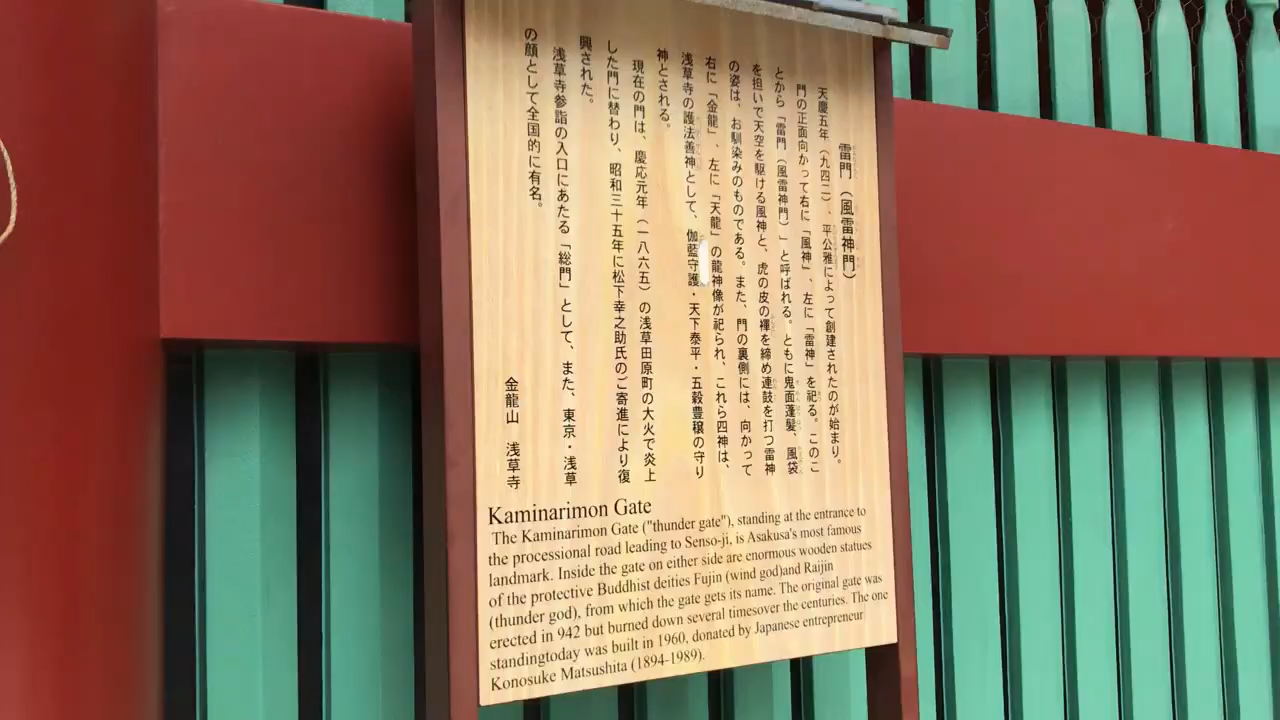 雷門（風雷神門）
天慶五年（九四二）、平公雅によって創建されたのが始まり。
門の正面向かって右に「風神」、左に「雷神」を祀る。このこ
とから「雷門（風雷神門）」と呼ばれる。ともに鬼面蓬髪、風袋
を担いで天空を駆ける風神と、虎の皮の褌を締め連鼓を打つ雷神
の姿は、お馴染みのものである。また、門の裏側には、向かって
右に「金龍」、左に「天龍」の龍神像が祀られ、これら四神は、
浅草寺の護法善神として、伽藍守護・天下泰平・五穀豊穣の守り
神とされる。
現在の門は、慶応元年（一八六五）の浅草田原町の大火で炎上
した門に替わり、昭和三十五年に松下幸之助氏のご寄進により復
興された。
浅草寺参詣の入口にあたる「総門」として、また、東京・浅草
の顔として全国的に有名。
金龍山　浅草寺
Kaminarimon Gate
The Kaminarimon Gate ("thunder gate"), standing at the entrance to
the processional road leading to Senso-ji, is Asakusa's most famous
landmark. Inside the gate on either side are enormous wooden statues
of the protective Buddhist deities Fujin (wind god)and Raijin
(thunder god), from which the gate gets its name. The original gate was
erected in 942 but burned down several timesover the centuries. The one
standingtoday was built in 1960, donated by Japanese entrepreneur
Konosuke Matsushita (1894-1989).